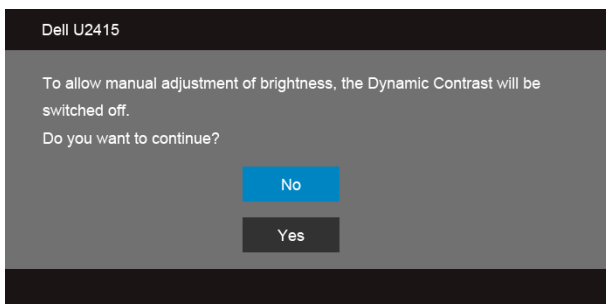 Dell U2415
To allow manual adjustment of brightness, the Dynamic Contrast will be
switched off.
Do you want to continue?
No
Yes